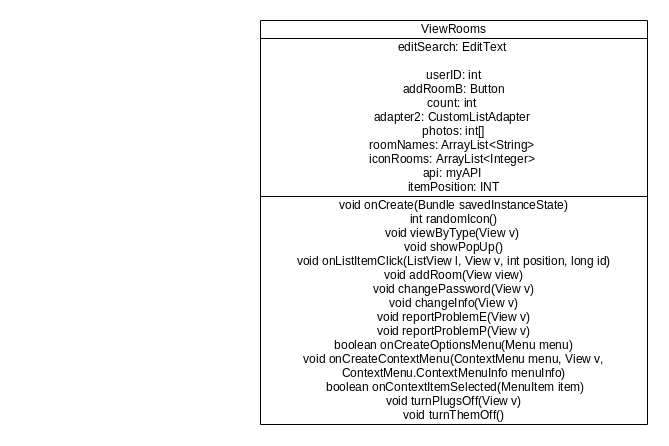 ViewRooms
editSearch: EditText
userID: int
addRoomB: Button
count: int
adapter2: CustomListAdapter
photos: int[]
roomNames: ArrayList<String>
iconRooms: ArrayList<Integer>
api: myAPI
itemPosition: INT
void onCreate(Bundle savedInstanceState)
int randomIcon()
void viewByType(View v)
void showPopUp()
void onListItemClick(ListView l, View v, int position, long id)
void addRoom(View view)
void changePassword(View v)
void changeInfo(View v)
void reportProblemE(View v)
void reportProblemP(View v)
boolean onCreateOptionsMenu(Menu menu)
void onCreateContextMenu(ContextMenu menu, View v,
ContextMenu.ContextMenuInfo menuInfo)
boolean onContextItemSelected(MenuItem item)
void turnPlugsOff(View v)
void turnThemOff()